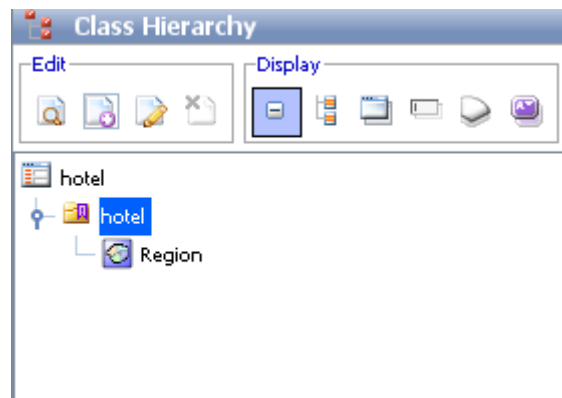 Class Hierarchy
Edit
Display
hotel
hotel
Region